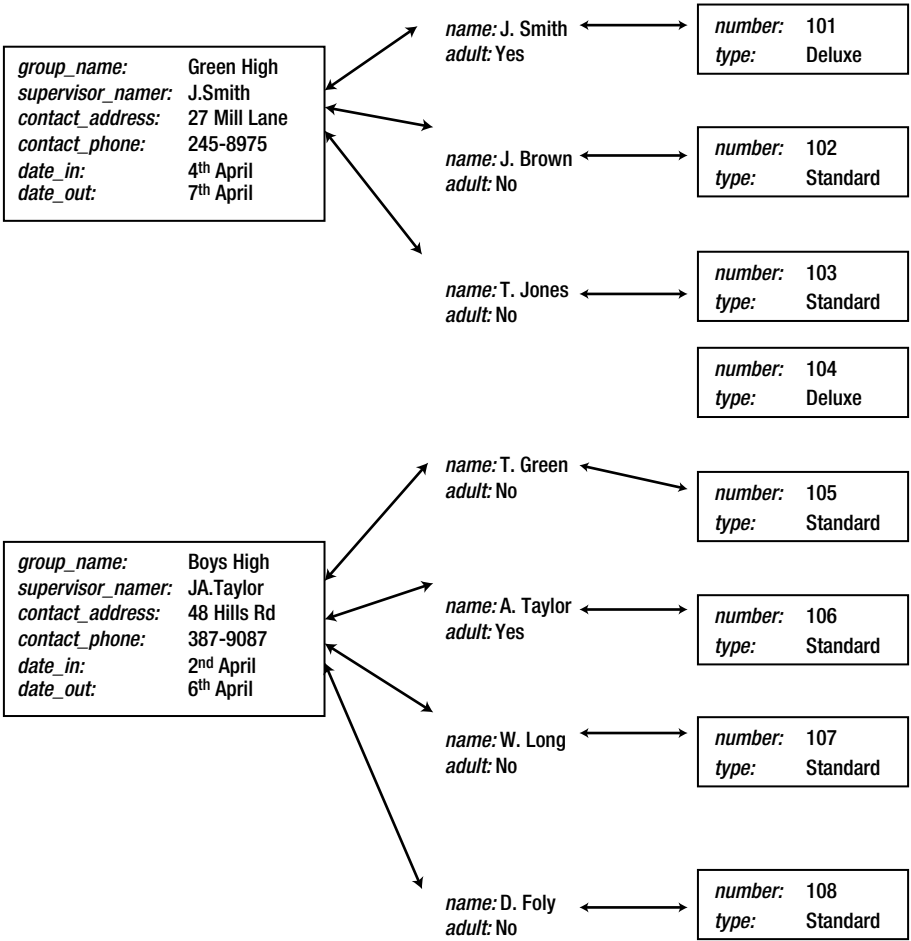 group_name: Green High
supervisor_namer: J.Smith
contact_address: 27 Mill Lane
contact_phone: 245-8975
date_in: 4th April
date_out: 7th April
name: J. Smith
adult: Yes
number: 101
type: Deluxe
name: J. Brown
adult: No
number: 102
type: Standard
name: T. Jones
adult: No
number: 103
type: Standard
number: 104
type: Deluxe
group_name: Boys High
supervisor_namer: JA.Taylor
contact_address: 48 Hills Rd
contact_phone: 387-9087
date_in: 2nd April
date_out: 6th April
name: T. Green
adult: No
number: 105
type: Standard
name: A. Taylor
adult: Yes
number: 106
type: Standard
name: W. Long
adult: No
number: 107
type: Standard
name: D. Foly
adult: No
number: 108
type: Standard